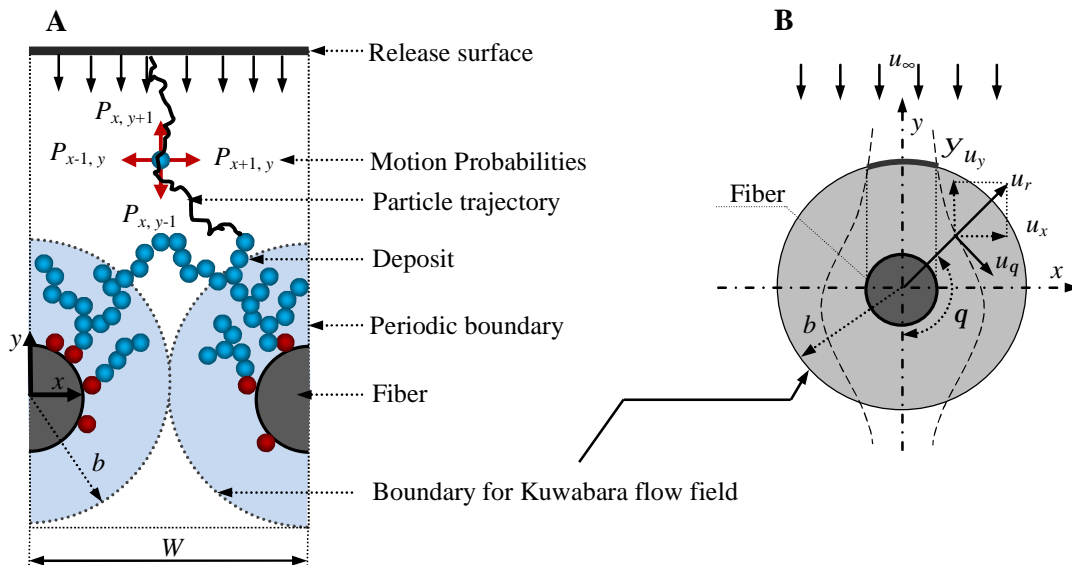 A
Release surface
P x, y+1
P x-1, y
P x+1, y
Motion Probabilities
P x, y-1
Particle trajectory
Deposit
Periodic boundary
y
x
Fiber
b
Boundary for Kuwabara flow field
W
B
u∞
y
y
u y
u r
Fiber
u x
u q
x
b
q